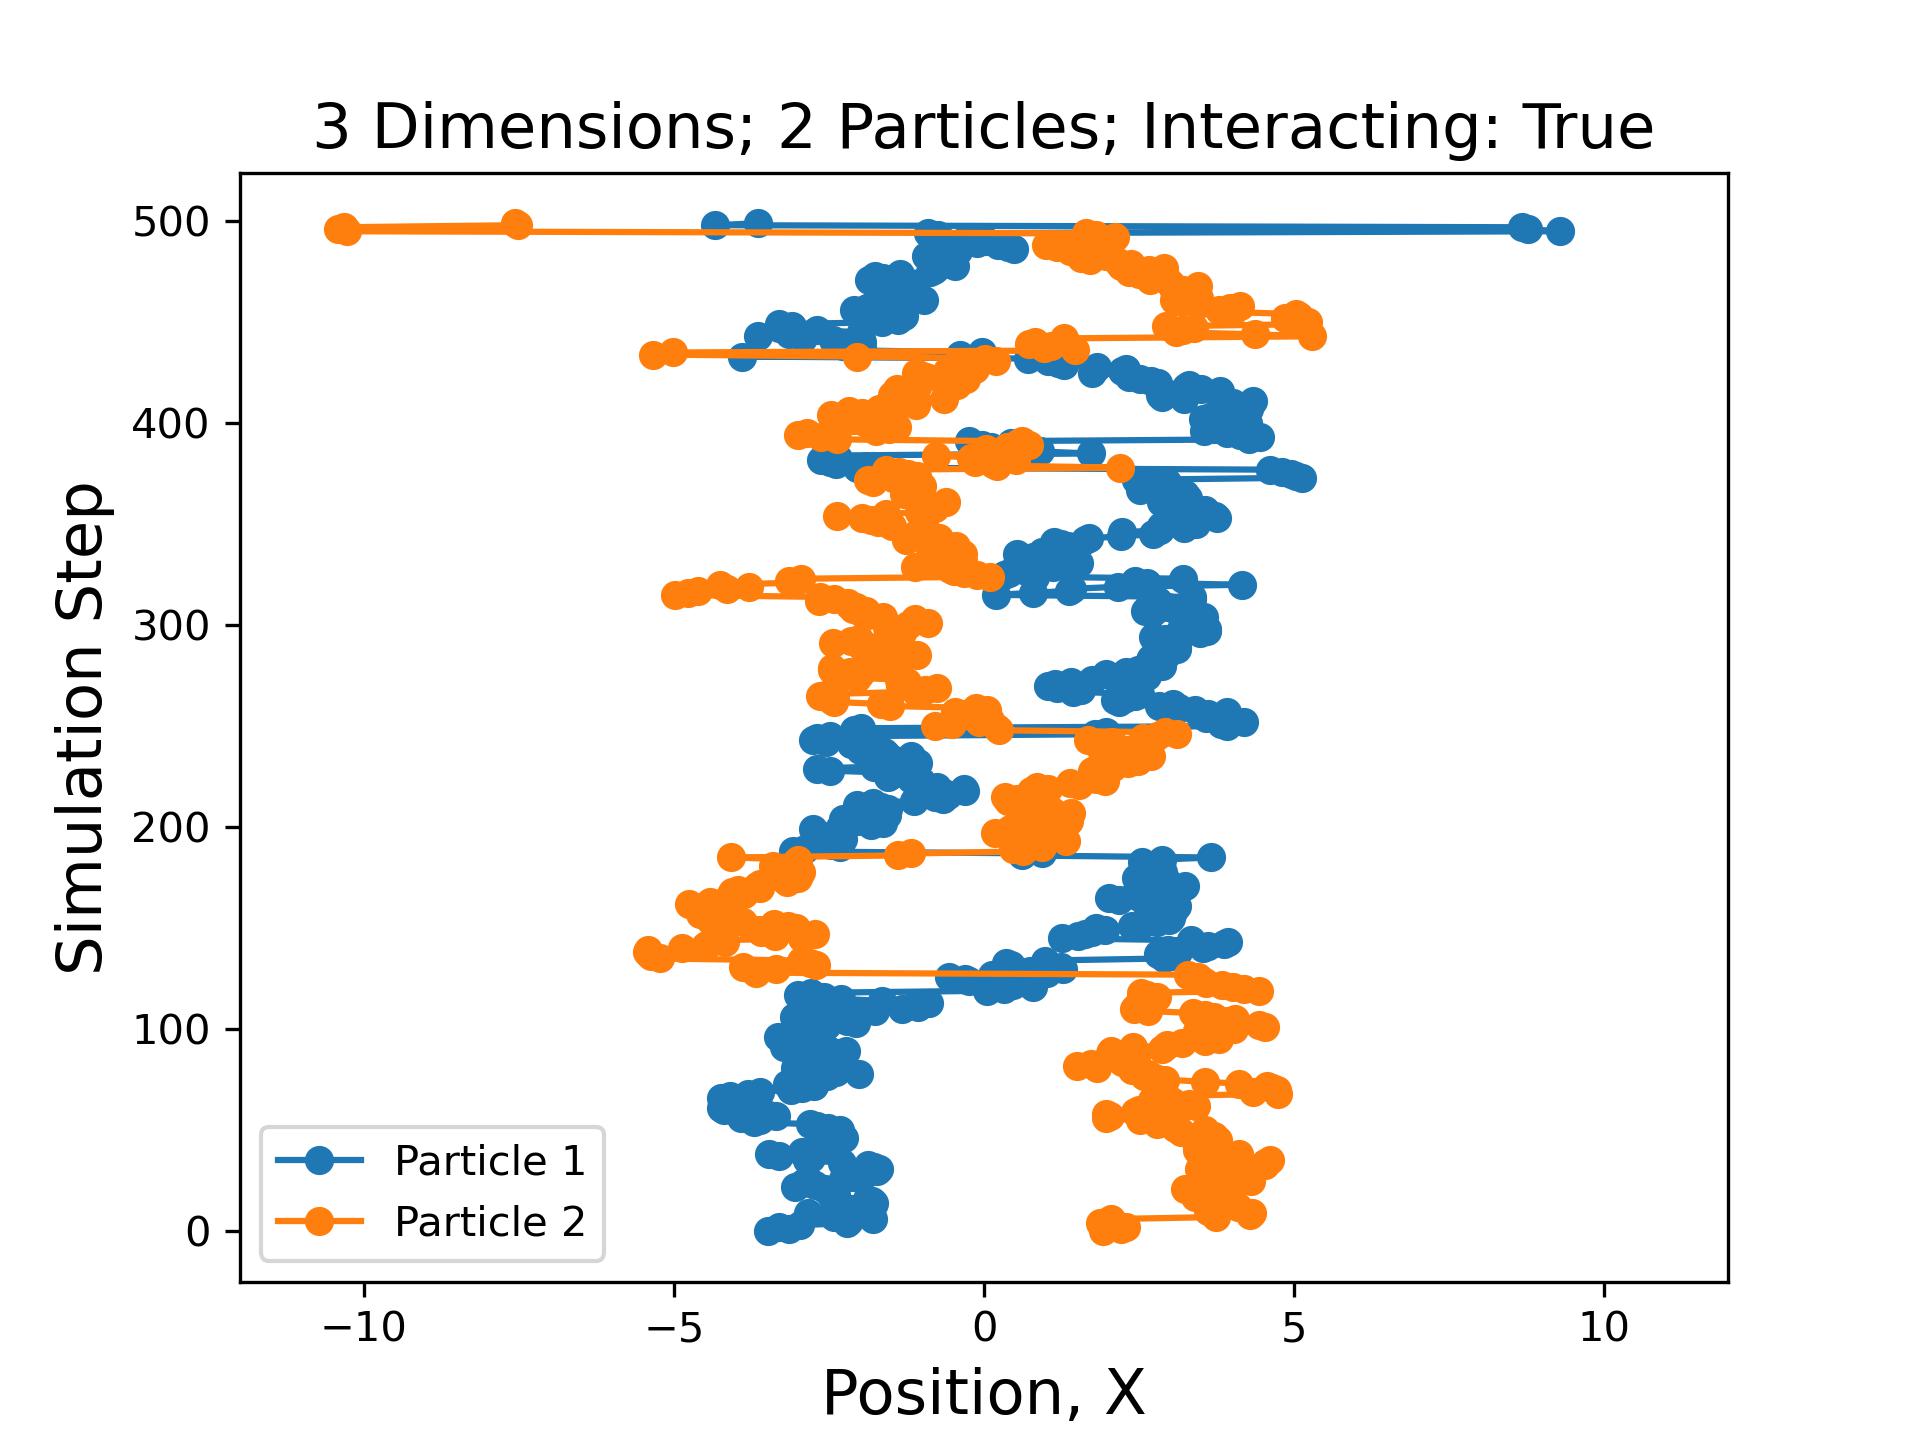 3 Dimensions; 2 Particles; Interacting: True
Simulation Step
500
400
300
200
100
0
Particle 1
Particle 2
−10
−5
0
5
10
Position, X